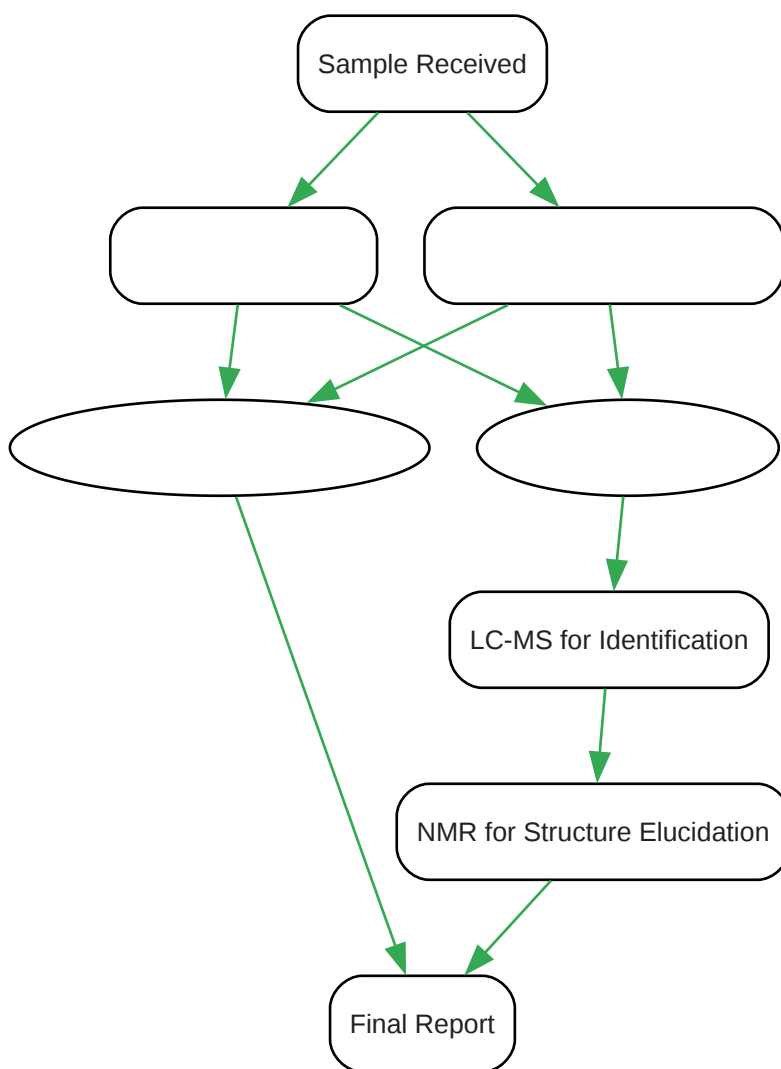 Sample Received
LC-MS for Identification
NMR for Structure Elucidation
Final Report